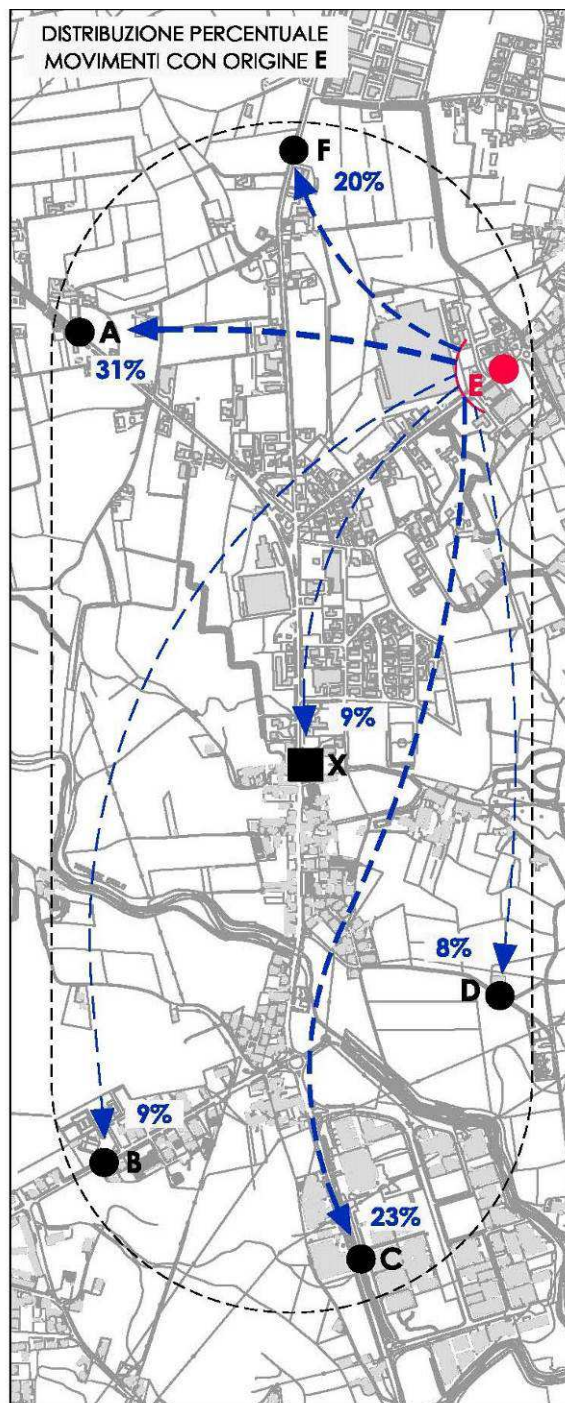 DISTRIBUZIONE PERCENTUALE
MOVIMENTI CON ORIGINE E
F
20%
A
31%
E
9%
X
8%
D
9%
B
23%
C